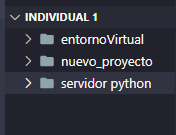 INDIVIDUAL 1
entornoVirtual
nuevo_proyecto
servidor python